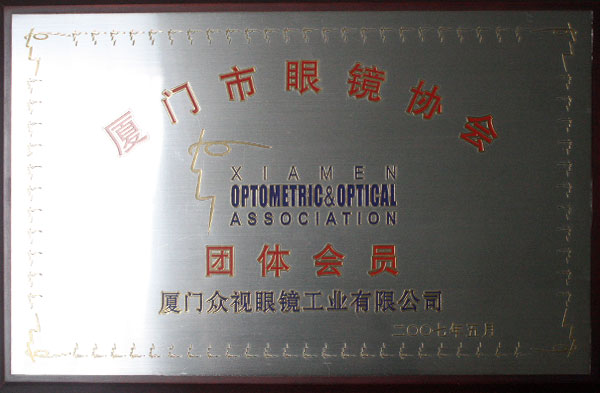 厦门市眼镜协会
XIAMEN
OPTOMETRIC&OPTICAL
ASSOCIATION
团体会员
厦门众视眼镜工业有限公司
二〇〇七年五月